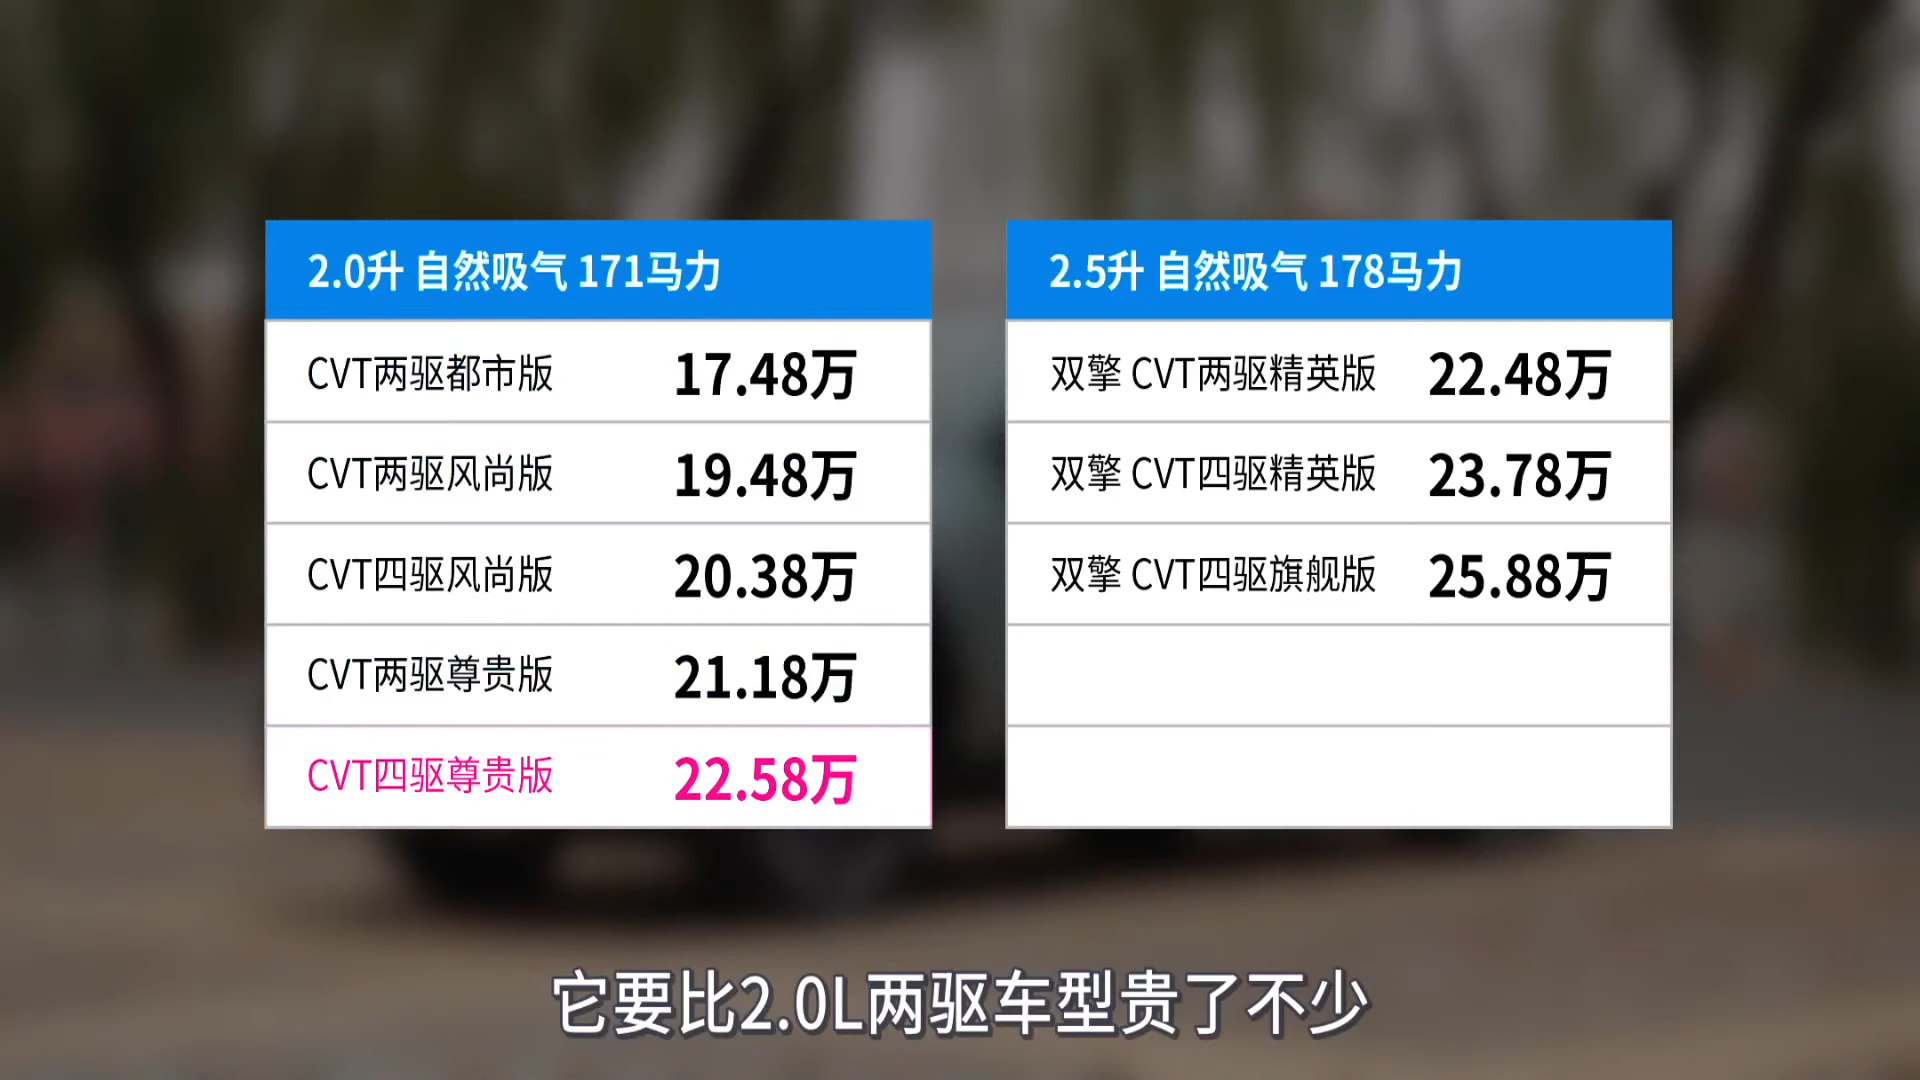 2.0升 自然吸气 171马力
CVT两驱都市版 17.48万
CVT两驱风尚版 19.48万
CVT四驱风尚版 20.38万
CVT两驱尊贵版 21.18万
CVT四驱尊贵版 22.58万
2.5升 自然吸气 178马力
双擎 CVT两驱精英版 22.48万
双擎 CVT四驱精英版 23.78万
双擎 CVT四驱旗舰版 25.88万
它要比2.0L两驱车型贵了不少